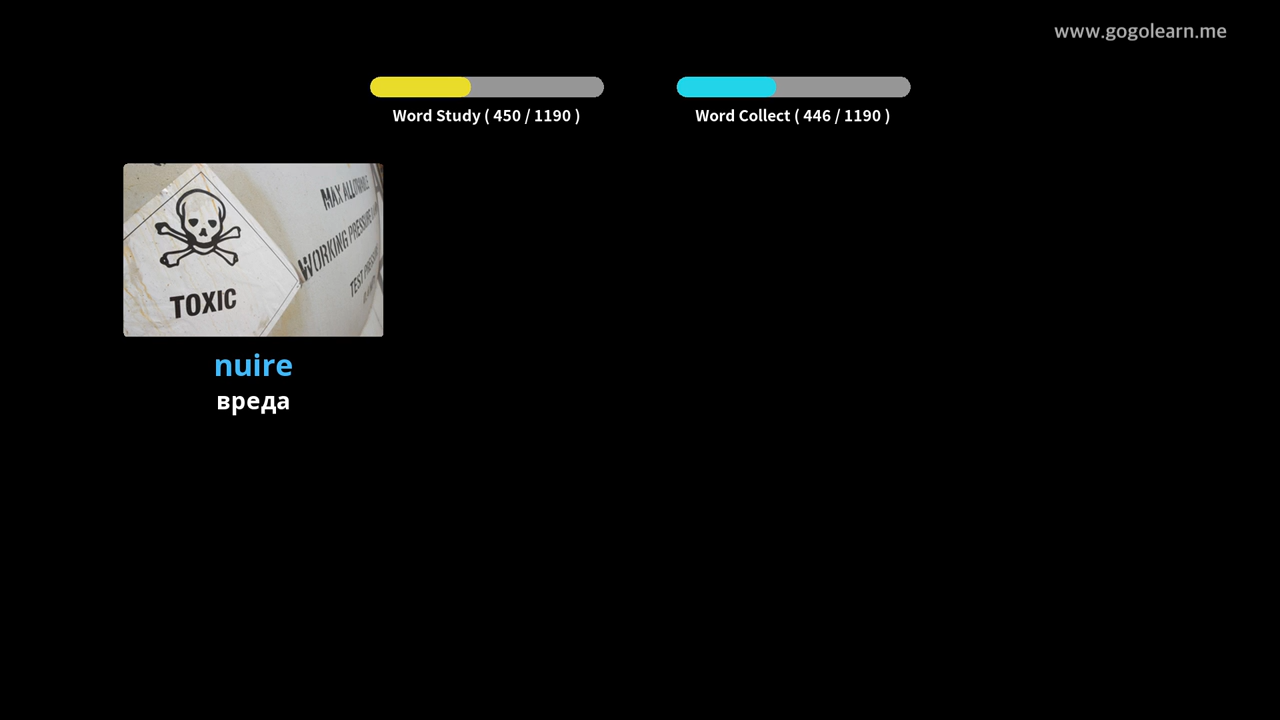 www.gogolearn.me
Word Study ( 450 / 1190 )
Word Collect ( 446 / 1190 )
MAX ALLOWABLE
WORKING PRESSURE
TEST
TOXIC
nuire
вреда